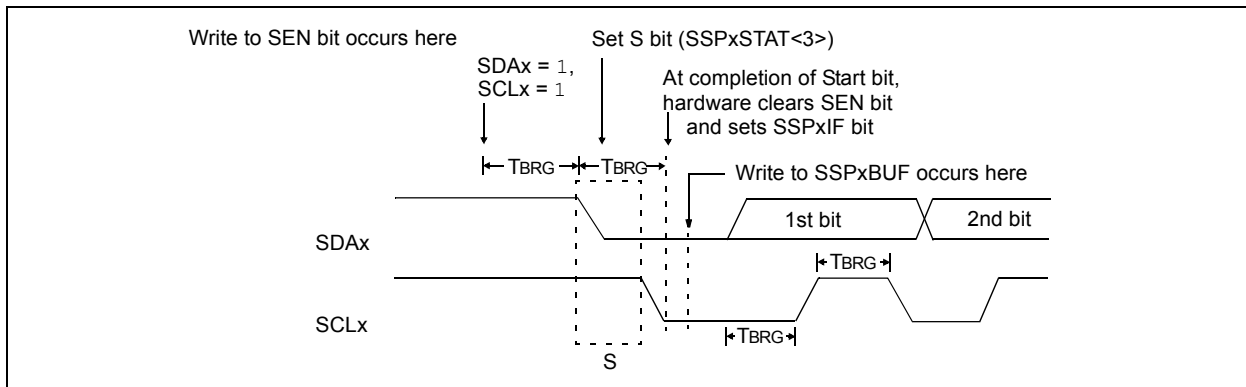 Write to SEN bit occurs here
Set S bit (SSPxSTAT<3>)
SDAx = 1,
SCLx = 1
At completion of Start bit,
hardware clears SEN bit
and sets SSPxIF bit
TBRG
TBRG
Write to SSPxBUF occurs here
SDAx
1st bit
2nd bit
TBRG
SCLx
TBRG
S